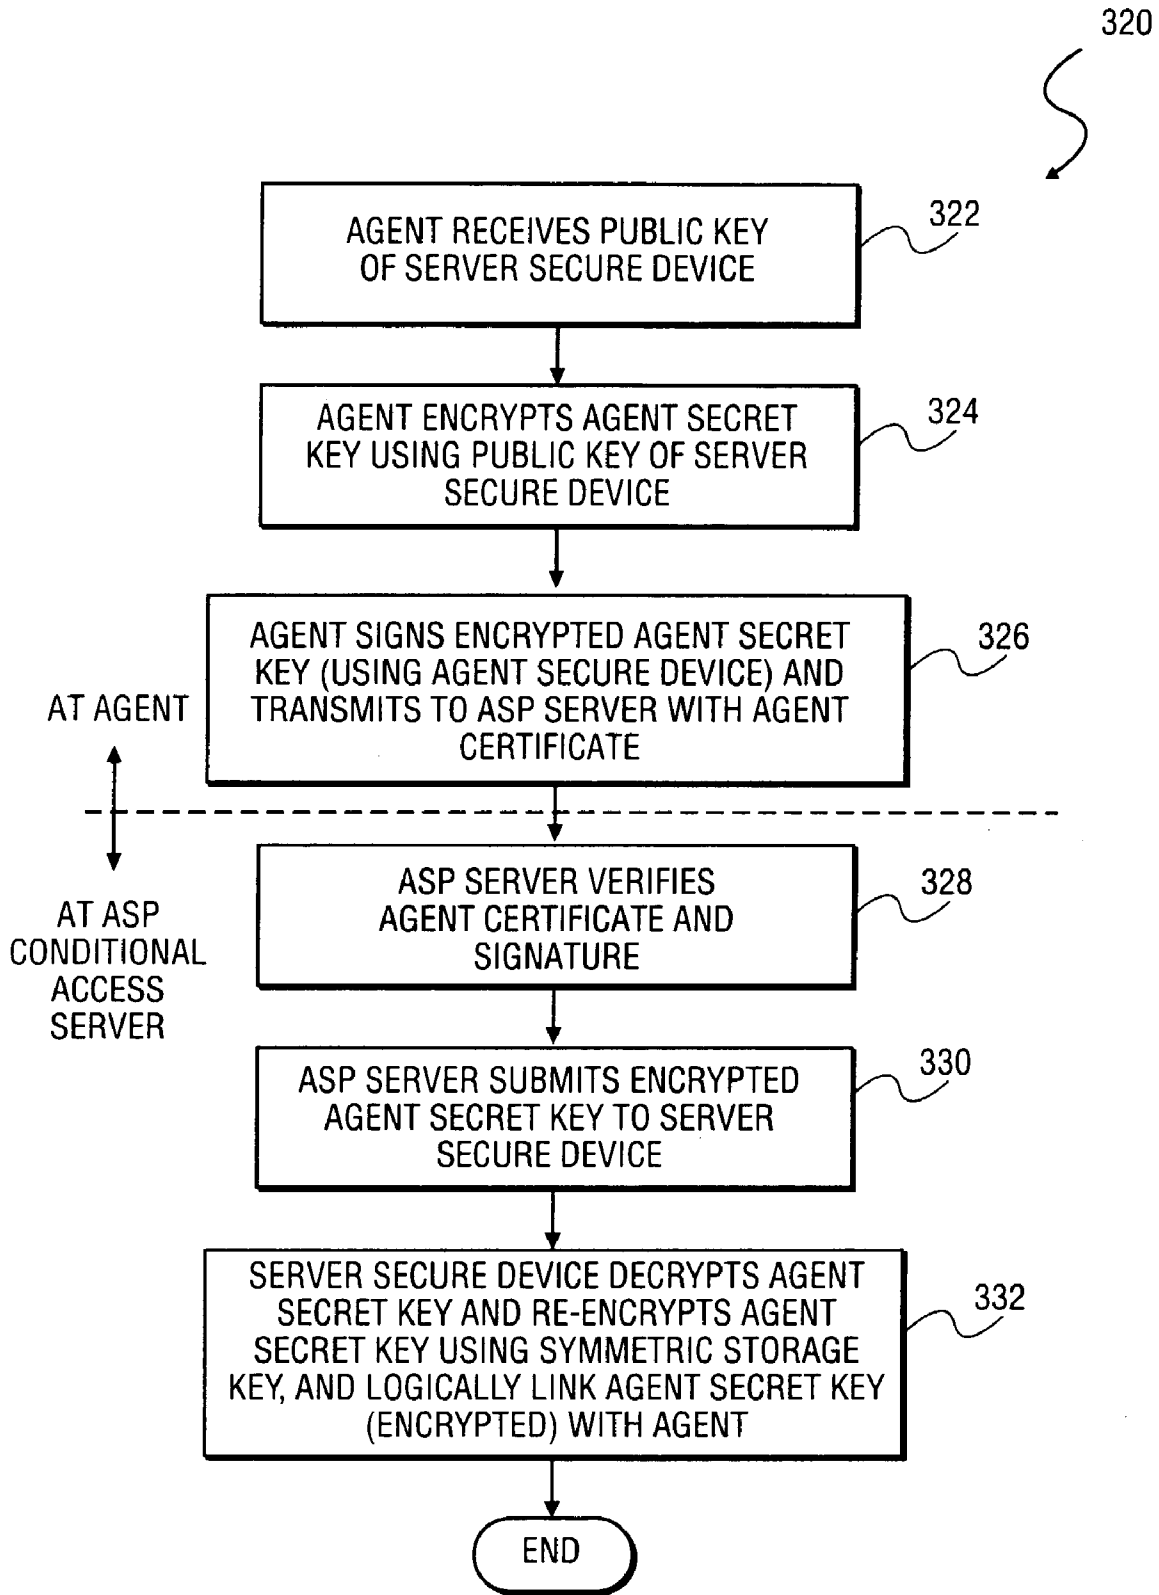 320
AGENT RECEIVES PUBLIC KEY
OF SERVER SECURE DEVICE
322
AGENT ENCRYPTS AGENT SECRET
KEY USING PUBLIC KEY OF SERVER
SECURE DEVICE
324
AGENT SIGNS ENCRYPTED AGENT SECRET
KEY (USING AGENT SECURE DEVICE) AND
TRANSMITS TO ASP SERVER WITH AGENT
CERTIFICATE
326
AT AGENT
AT ASP
CONDITIONAL
ACCESS
SERVER
ASP SERVER VERIFIES
AGENT CERTIFICATE AND
SIGNATURE
328
ASP SERVER SUBMITS ENCRYPTED
AGENT SECRET KEY TO SERVER
SECURE DEVICE
330
SERVER SECURE DEVICE DECRYPTS AGENT
SECRET KEY AND RE-ENCRYPTS AGENT
SECRET KEY USING SYMMETRIC STORAGE
KEY, AND LOGICALLY LINK AGENT SECRET KEY
(ENCRYPTED) WITH AGENT
332
END